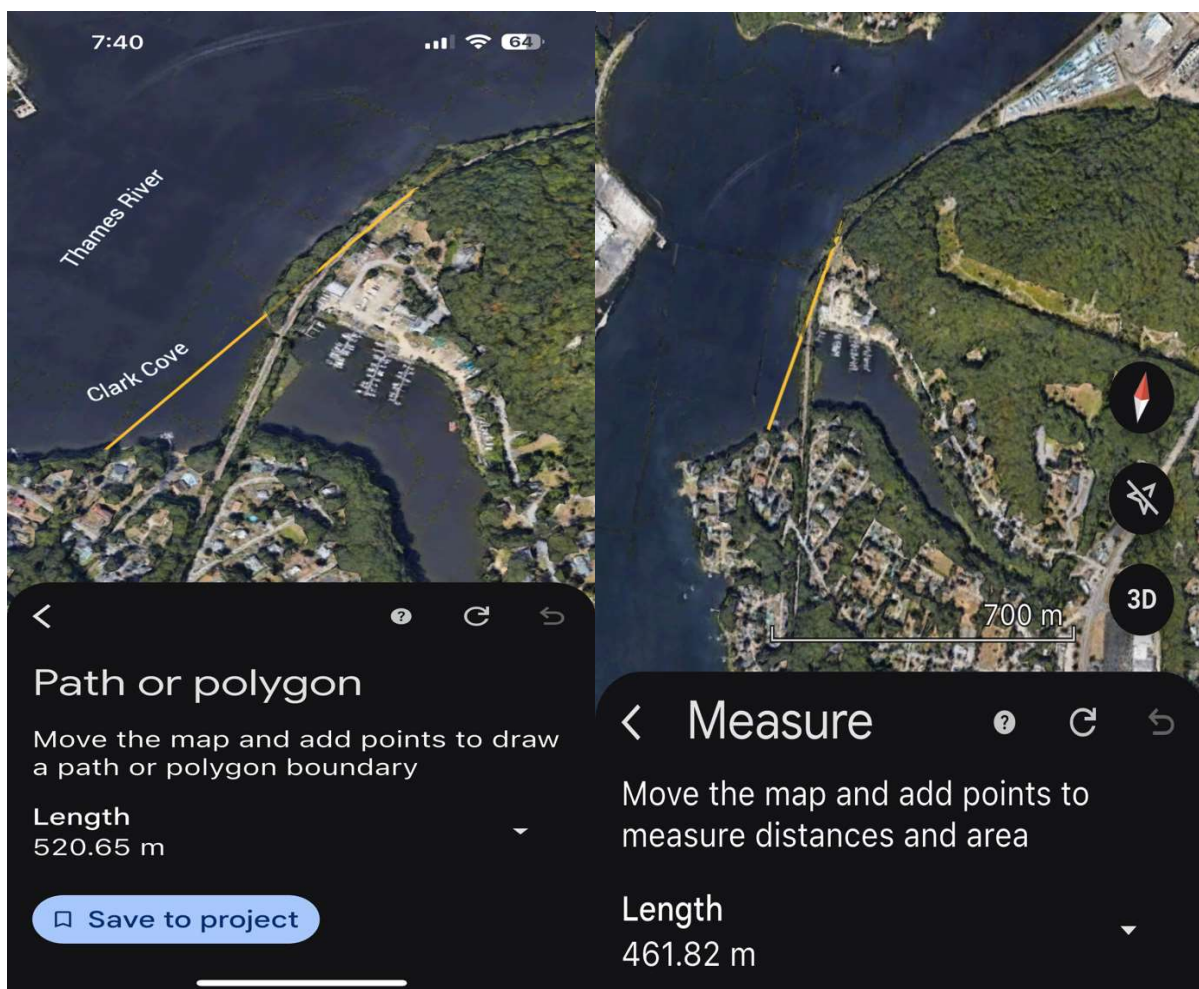 7:40
64
Thames River
Clark Cove
?
Path or polygon
Move the map and add points to draw
a path or polygon boundary
Length
520.65 m
Save to project
3D
700 m
Measure
?
Move the map and add points to
measure distances and area
Length
461.82 m